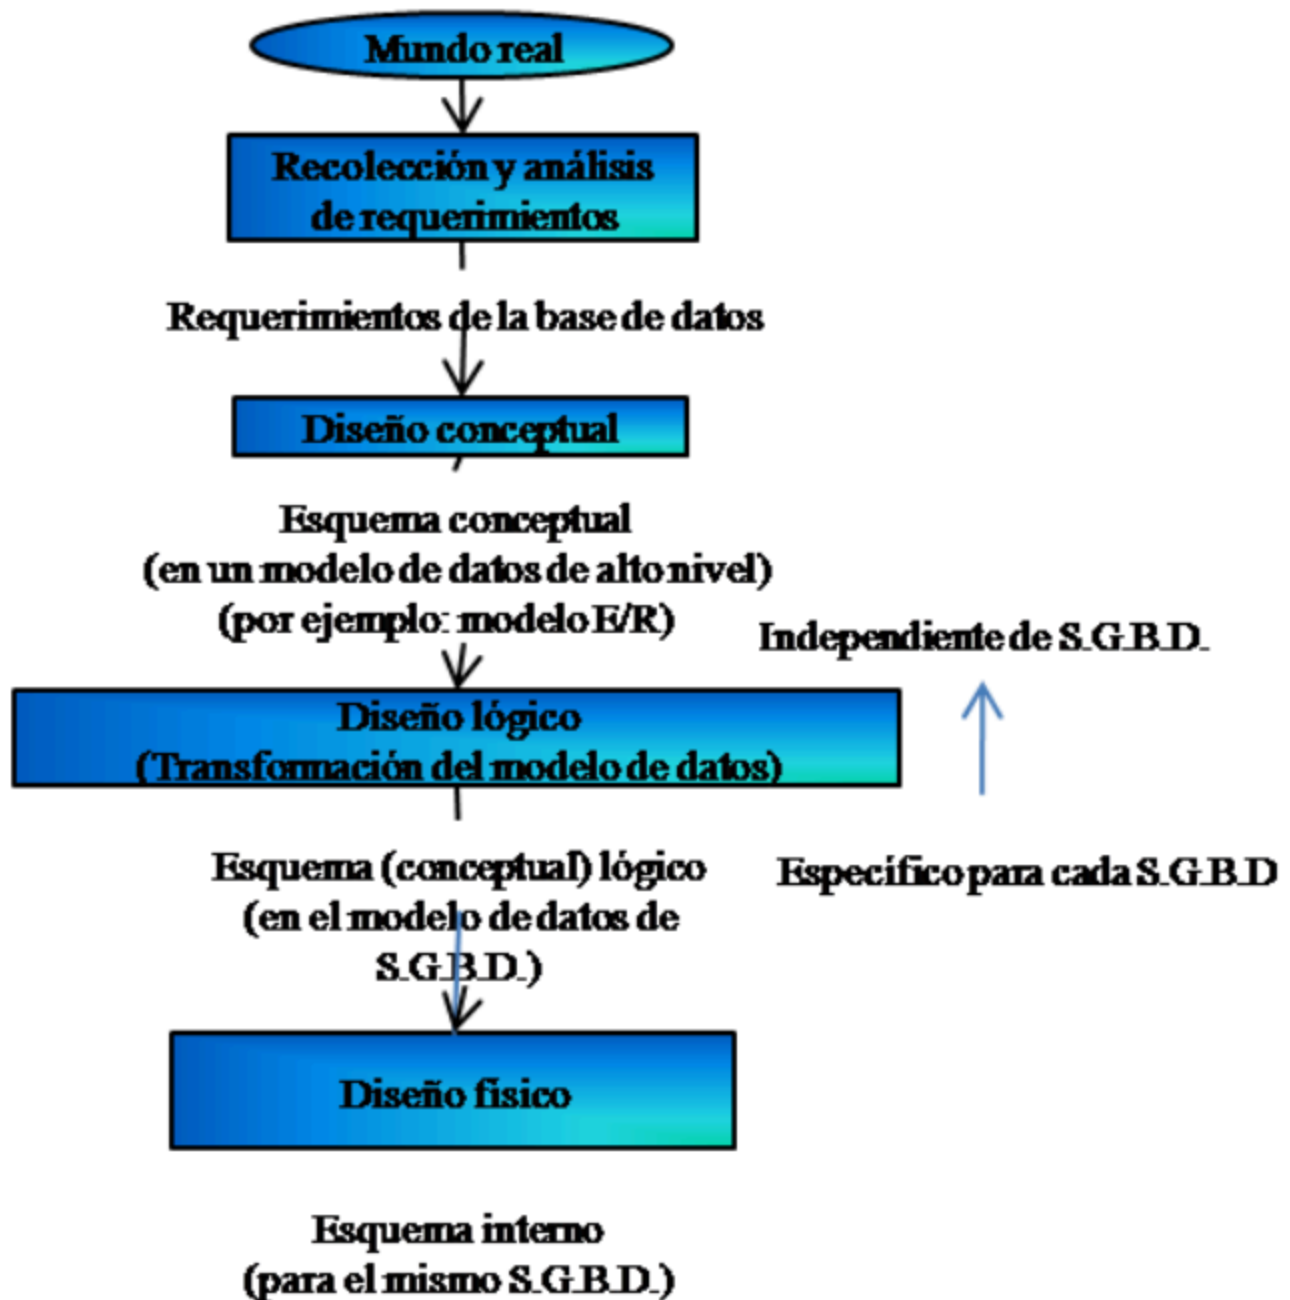 Mundo real
Recolección y análisis
de requerimientos
Requerimientos de la base de datos
Diseño conceptual
Esquema conceptual
(en un modelo de datos de alto nivel)
(por ejemplo: modelo E/R)
Independiente de S.G.B.D.
Diseño lógico
(Transformación del modelo de datos)
Esquema (conceptual) lógico
(en el modelo de datos de
S.G.B.D.)
Específico para cada S.G.B.D
Diseño físico
Esquema interno
(para el mismo S.G.B.D.)